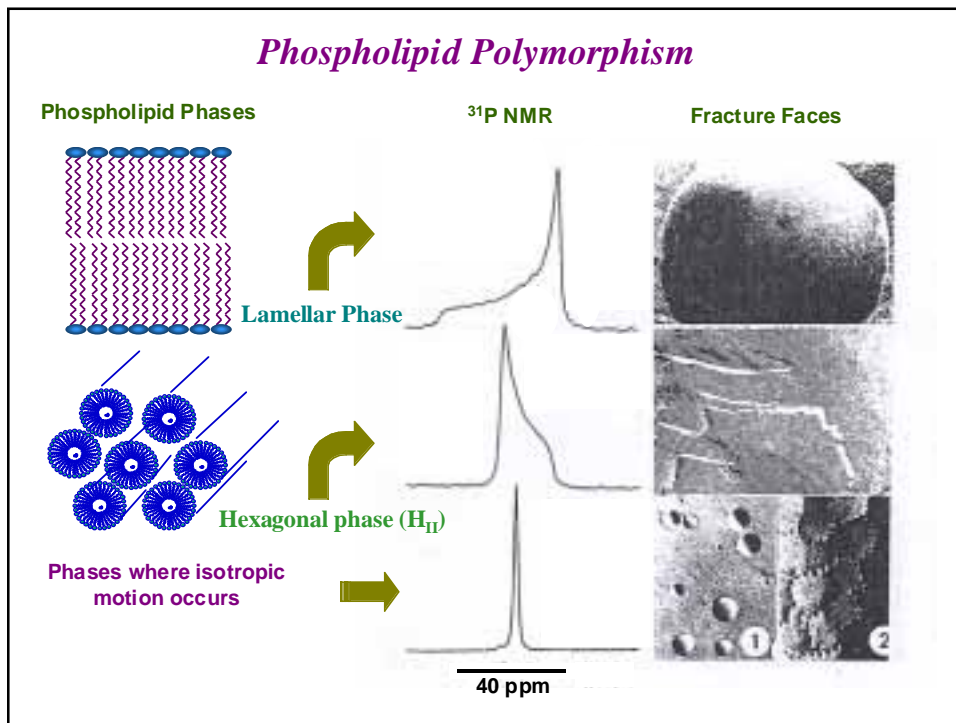 Phospholipid Polymorphism
Phospholipid Phases
³¹P NMR
Fracture Faces
Lamellar Phase
Hexagonal phase (H_II)
Phases where isotropic
motion occurs
1
2
40 ppm